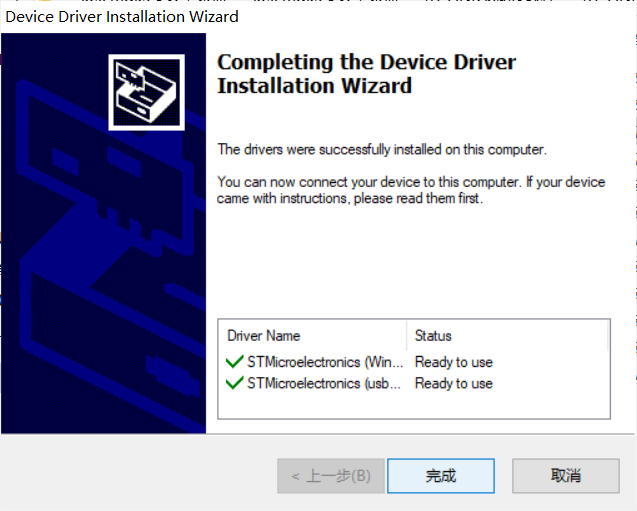 Device Driver Installation Wizard
Completing the Device Driver
Installation Wizard
The drivers were successfully installed on this computer.
You can now connect your device to this computer. If your device
came with instructions, please read them first.
Driver Name Status
STMicroelectronics (Win... Ready to use
STMicroelectronics (usb... Ready to use
< 上一步(B) 完成 取消